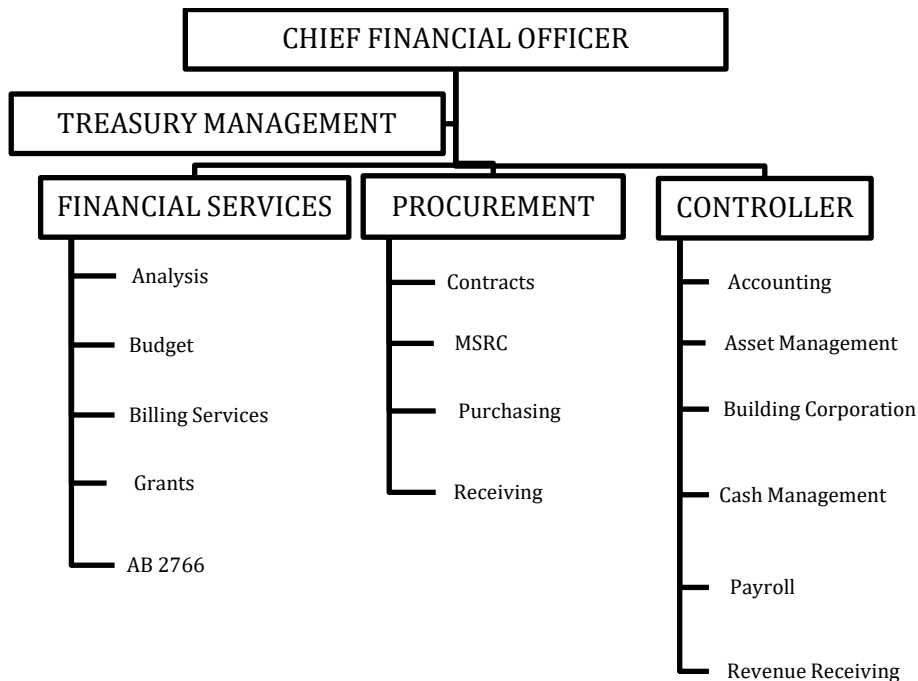 CHIEF FINANCIAL OFFICER
TREASURY MANAGEMENT
FINANCIAL SERVICES
Analysis
Budget
Billing Services
Grants
AB 2766
PROCUREMENT
Contracts
MSRC
Purchasing
Receiving
CONTROLLER
Accounting
Asset Management
Building Corporation
Cash Management
Payroll
Revenue Receiving